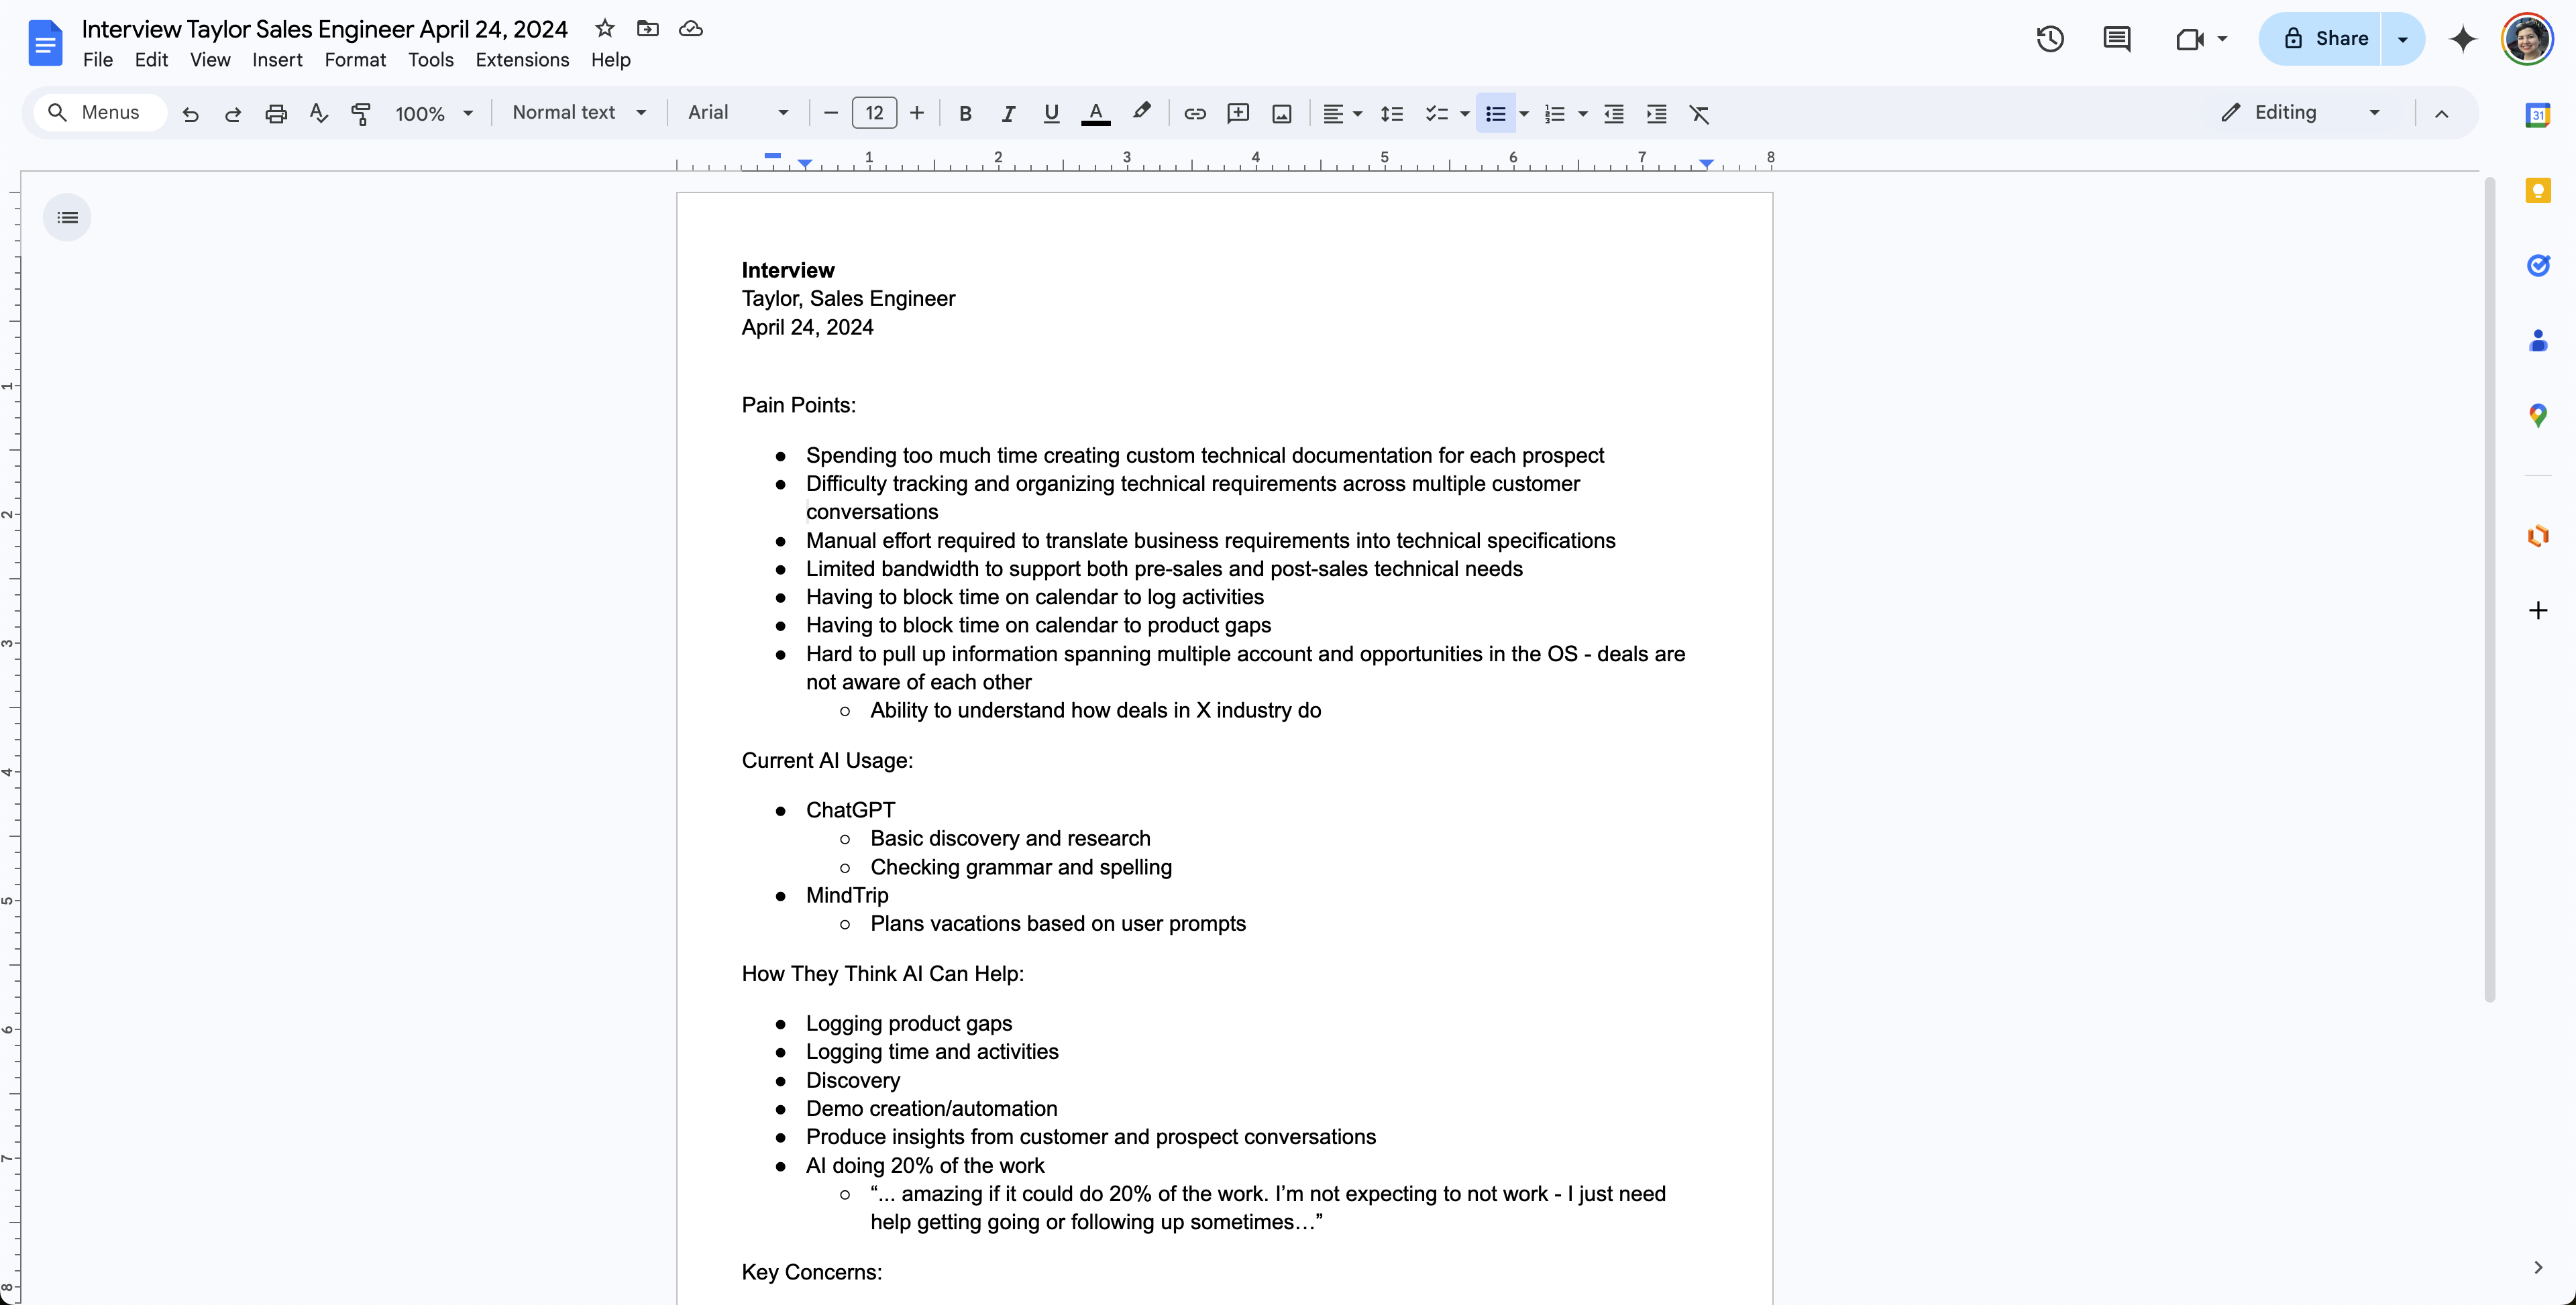 Interview Taylor Sales Engineer April 24, 2024
File Edit View Insert Format Tools Extensions Help
Share
Menus 100% Normal text Arial 12 Editing
1 2 3 4 5 6 7 8
31
Interview
Taylor, Sales Engineer
April 24, 2024
Pain Points:
● Spending too much time creating custom technical documentation for each prospect
● Difficulty tracking and organizing technical requirements across multiple customer
conversations
● Manual effort required to translate business requirements into technical specifications
● Limited bandwidth to support both pre-sales and post-sales technical needs
● Having to block time on calendar to log activities
● Having to block time on calendar to product gaps
● Hard to pull up information spanning multiple account and opportunities in the OS - deals are
not aware of each other
○ Ability to understand how deals in X industry do
Current AI Usage:
● ChatGPT
○ Basic discovery and research
○ Checking grammar and spelling
● MindTrip
○ Plans vacations based on user prompts
How They Think AI Can Help:
● Logging product gaps
● Logging time and activities
● Discovery
● Demo creation/automation
● Produce insights from customer and prospect conversations
● AI doing 20% of the work
○ “... amazing if it could do 20% of the work. I’m not expecting to not work - I just need
help getting going or following up sometimes…”
Key Concerns:
1
2
3
4
5
6
7
8